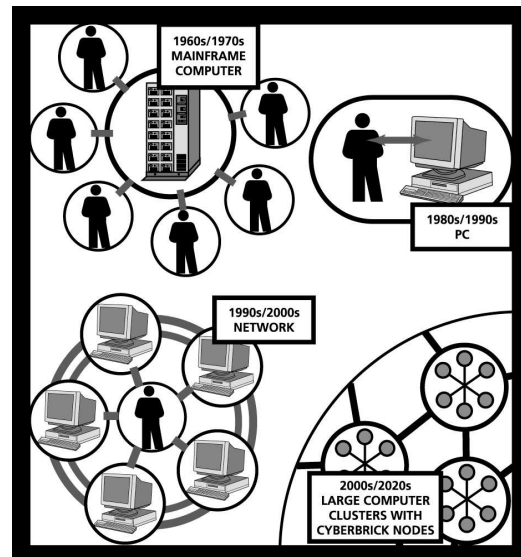 1960s/1970s
MAINFRAME
COMPUTER
1980s/1990s
PC
1990s/2000s
NETWORK
2000s/2020s
LARGE COMPUTER
CLUSTERS WITH
CYBERBRICK NODES